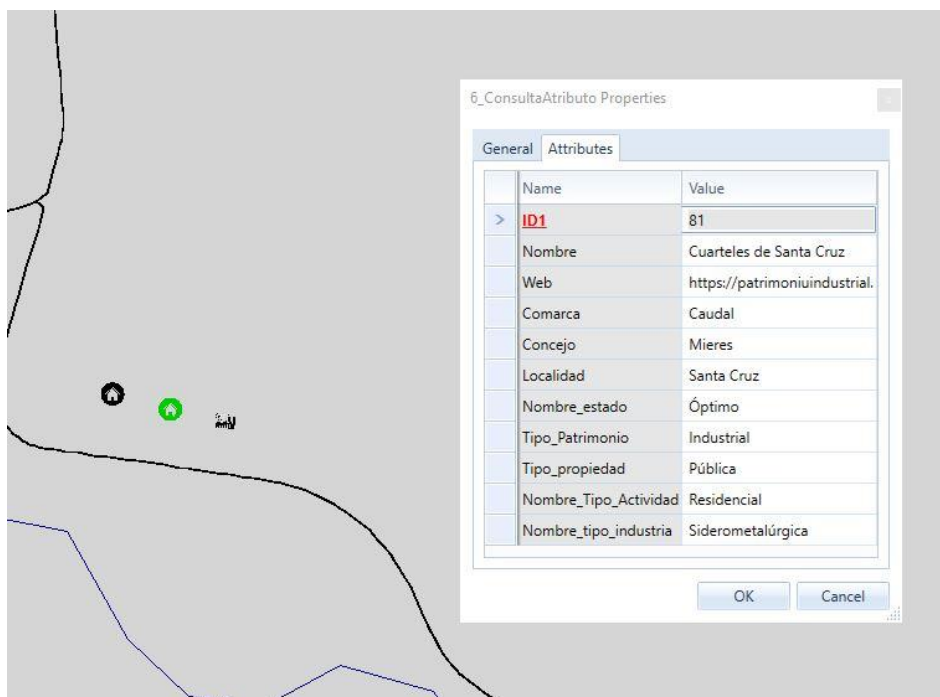 6_ConsultaAtributo Properties
General Attributes
Name Value
> ID1 81
Nombre Cuarteles de Santa Cruz
Web https://patrimoniuindustrial.
Comarca Caudal
Concejo Mieres
Localidad Santa Cruz
Nombre_estado Óptimo
Tipo_Patrimonio Industrial
Tipo_propiedad Pública
Nombre_Tipo_Actividad Residencial
Nombre_tipo_industria Siderometalúrgica
OK Cancel